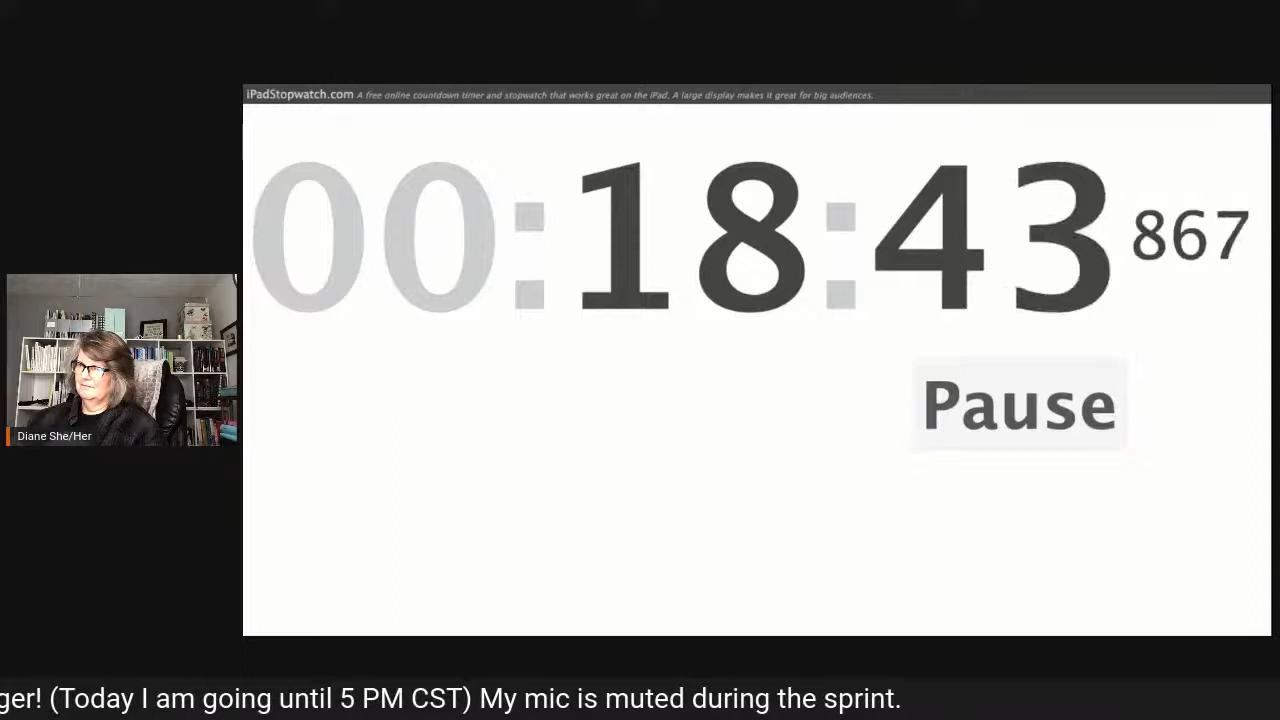 iPadStopwatch.com A free online countdown timer and stopwatch that works great on the iPad. A large display makes it great for big audiences.
00:18:43 867
Pause
Diane She/Her
ger! (Today I am going until 5 PM CST) My mic is muted during the sprint.